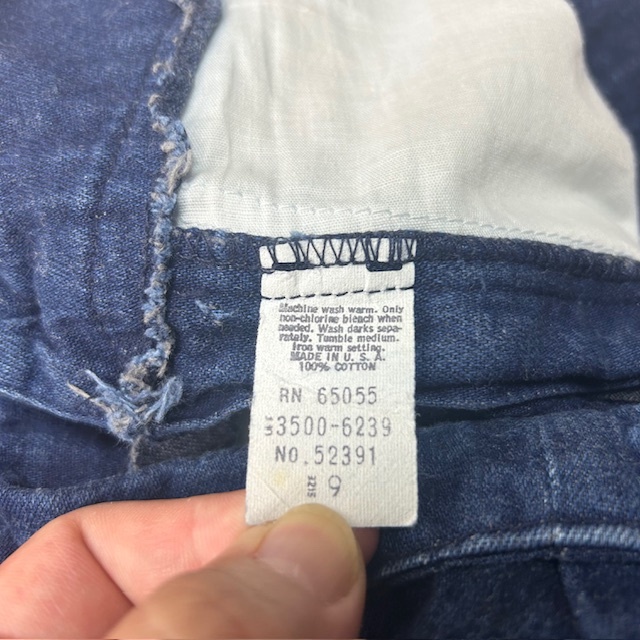 Machine wash warm. Only
non-chlorine bleach when
needed. Wash darks sepa-
rately. Tumble medium.
Iron warm setting.
MADE IN U.S.A.
100% COTTON
RN 65055
3500-6239
No.52391
9